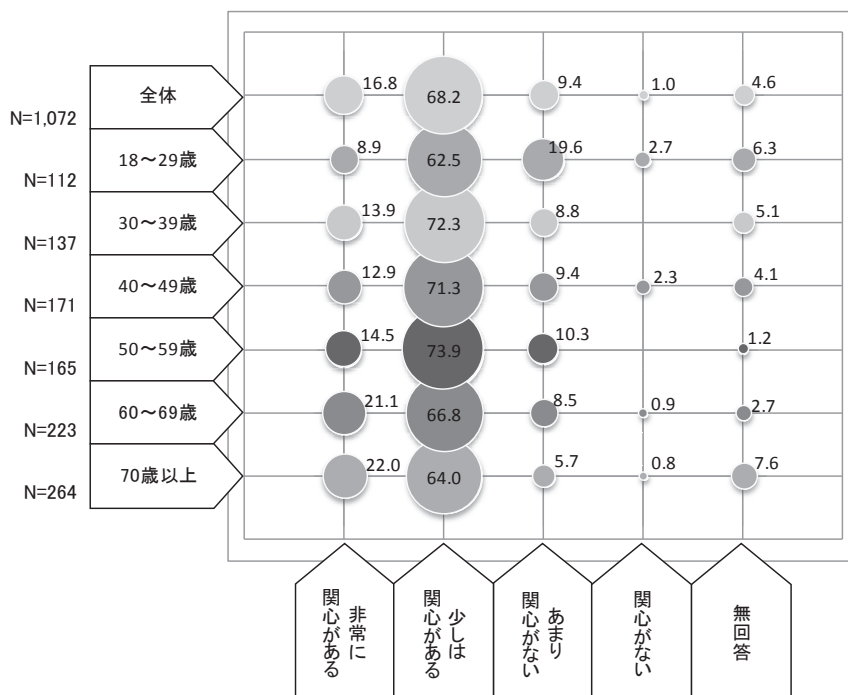 全体
16.8
68.2
9.4
1.0
4.6
N=1,072
18～29歳
8.9
62.5
19.6
2.7
6.3
N=112
30～39歳
13.9
72.3
8.8
5.1
N=137
40～49歳
12.9
71.3
9.4
2.3
4.1
N=171
50～59歳
14.5
73.9
10.3
1.2
N=165
60～69歳
21.1
66.8
8.5
0.9
2.7
N=223
70歳以上
22.0
64.0
5.7
0.8
7.6
N=264
非常に
関心がある
少しは
関心がある
あまり
関心がない
関心がない
無回答